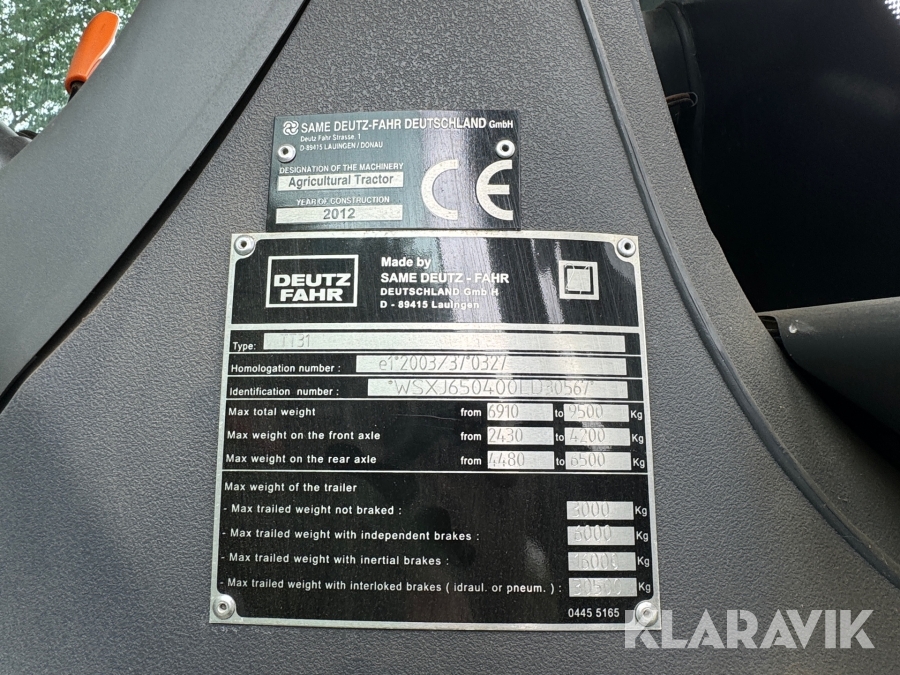 SAME DEUTZ-FAHR DEUTSCHLAND GmbH
Deutz Fahr Strasse, 1
D-89415 LAUINGEN/DONAU
DESIGNATION OF THE MACHINERY
Agricultural Tractor
YEAR OF CONSTRUCTION
2012
CE
DEUTZ
FAHR
Made by
SAME DEUTZ - FAHR
DEUTSCHLAND GmbH
D - 89415 Lauingen
Type:
Homologation number : e1*2003/37*0327
Identification number :
Max total weight from 6910 to 9500 Kg
Max weight on the front axle from 2430 to 4200 Kg
Max weight on the rear axle from 4480 to 6500 Kg
Max weight of the trailer
- Max trailed weight not braked : 3000 Kg
- Max trailed weight with independent brakes : 6000 Kg
- Max trailed weight with inertial brakes : Kg
- Max trailed weight with interloked brakes ( idraul. or pneum. ) : Kg
0445 5165
KLARAVIK